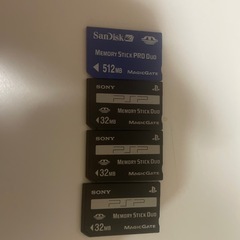 SanDisk
MEMORY STICK PRO DUO
512MB MAGICGATE
SONY
PSP
MEMORY STICK DUO
32MB MAGICGATE
SONY
PSP
MEMORY STICK DUO
32MB MAGICGATE
SONY
PSP
MEMORY STICK DUO
32MB MAGICGATE